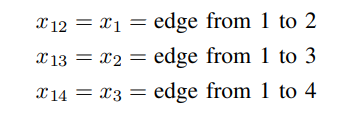 x₁₂ = x₁ = edge from 1 to 2
x₁₃ = x₂ = edge from 1 to 3
x₁₄ = x₃ = edge from 1 to 4